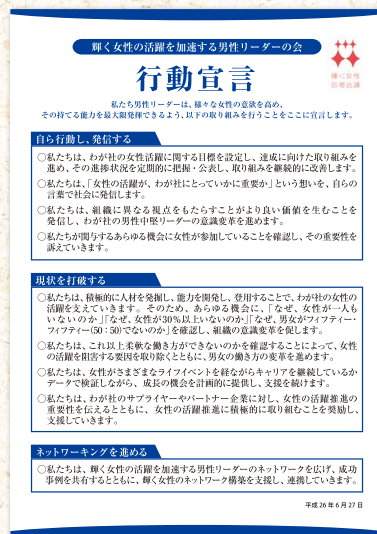 輝く女性の活躍を加速する男性リーダーの会
行動宣言
輝く女性
応援会議
私たち男性リーダーは、様々な女性の意欲を高め、
その持てる能力を最大限発揮できるよう、以下の取り組みを行うことをここに宣言します。
自ら行動し、発信する
○私たちは、わが社の女性活躍に関する目標を設定し、達成に向けた取り組みを
進め、その進捗状況を定期的に把握・公表し、取り組みを継続的に改善します。
○私たちは、「女性の活躍が、わが社にとっていかに重要か」という想いを、自らの
言葉で社会に発信します。
○私たちは、組織に異なる視点をもたらすことがより良い価値を生むことを
発信し、わが社の男性中堅リーダーの意識変革を進めます。
○私たちが関与するあらゆる機会に女性が参加していることを確認し、その重要性を
訴えていきます。
現状を打破する
○私たちは、積極的に人材を発掘し、能力を開発し、登用することで、わが社の女性の
活躍を支えていきます。そのため、あらゆる機会に、「なぜ、女性が一人も
いないのか」「なぜ、女性が30％以上いないのか」「なぜ、男女がフィフティー・
フィフティ(50：50)でないのか」を確認し、組織の意識変革を促します。
○私たちは、これ以上柔軟な働き方ができないのかを確認することによって、女性
の活躍を阻害する要因を取り除くとともに、男女の働き方の変革を進めます。
○私たちは、女性がさまざまなライフイベントを経ながらキャリアを継続しているか
データで検証しながら、成長の機会を計画的に提供し、支援を続けます。
○私たちは、わが社のサプライヤーやパートナー企業に対し、女性の活躍推進の
重要性を伝えるとともに、女性の活躍推進に積極的に取り組むことを奨励し、
支援していきます。
ネットワーキングを進める
○私たちは、輝く女性の活躍を加速する男性リーダーのネットワークを広げ、成功
事例を共有するとともに、輝く女性のネットワーク構築を支援し、連携していきます。
平成26年6月27日